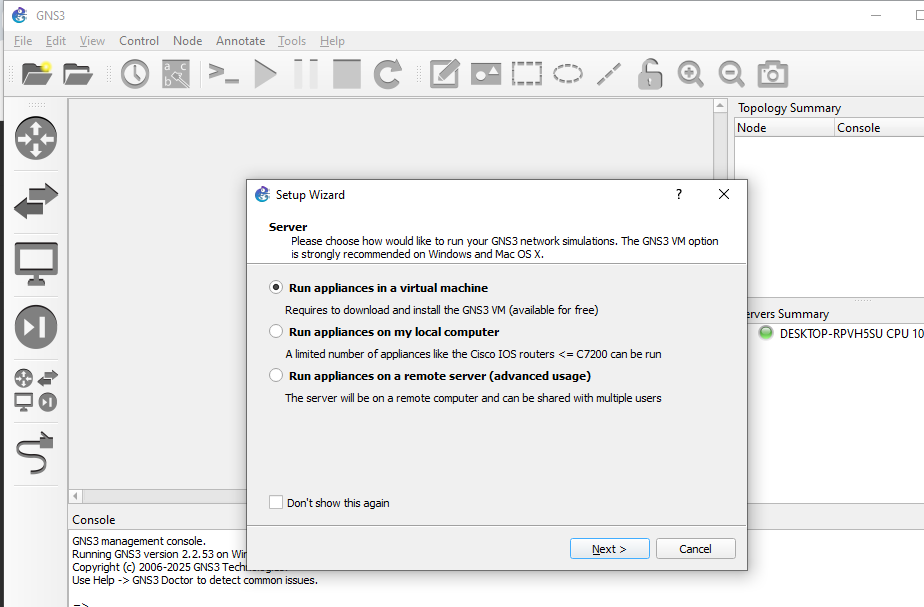 GNS3
File Edit View Control Node Annotate Tools Help
a c
b
Topology Summary
Node Console
Setup Wizard
?
Server
Please choose how would like to run your GNS3 network simulations. The GNS3 VM option
is strongly recommended on Windows and Mac OS X.
Run appliances in a virtual machine
Requires to download and install the GNS3 VM (available for free)
Run appliances on my local computer
A limited number of appliances like the Cisco IOS routers <= C7200 can be run
Run appliances on a remote server (advanced usage)
The server will be on a remote computer and can be shared with multiple users
Don't show this again
Next >
Cancel
ervers Summary
DESKTOP-RPVH5SU CPU 10
Console
GNS3 management console.
Running GNS3 version 2.2.53 on Win
Copyright (c) 2006-2025 GNS3 Technologies.
Use Help -> GNS3 Doctor to detect common issues.
=>